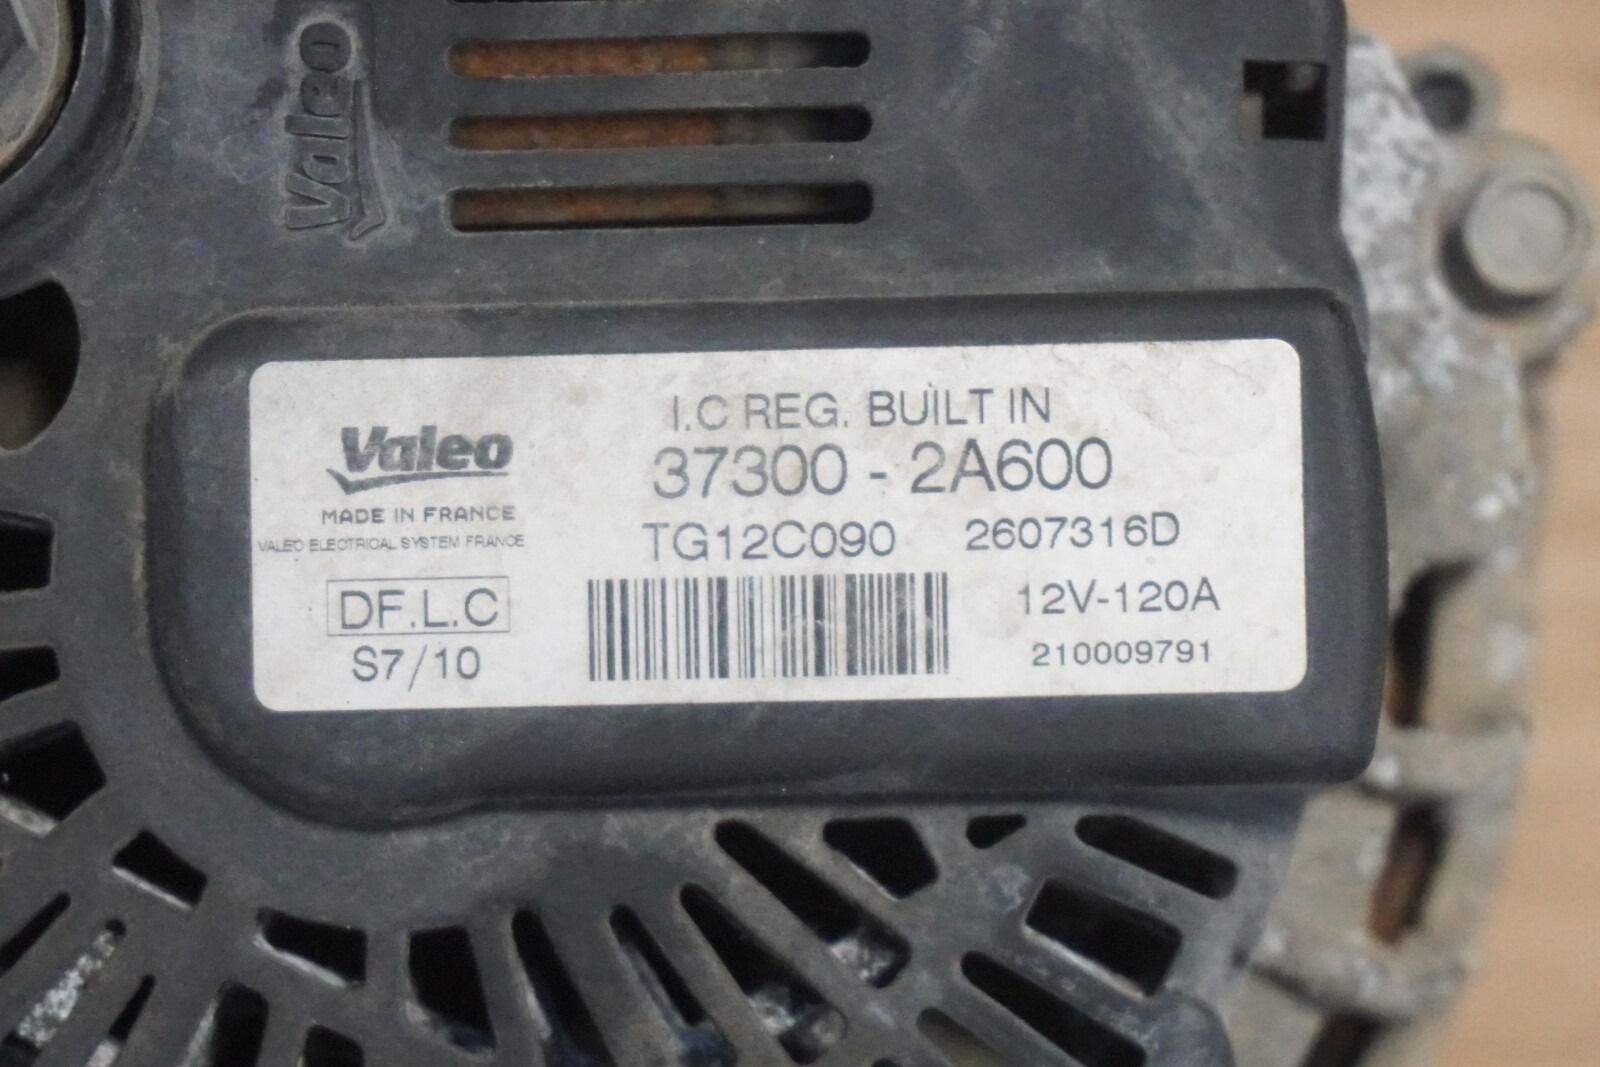 Valeo
Valeo
MADE IN FRANCE
VALEO ELECTRICAL SYSTEM FRANCE
DF.L.C
S7/10
I.C REG. BUILT IN
37300 - 2A600
TG12C090 2607316D
12V-120A
210009791